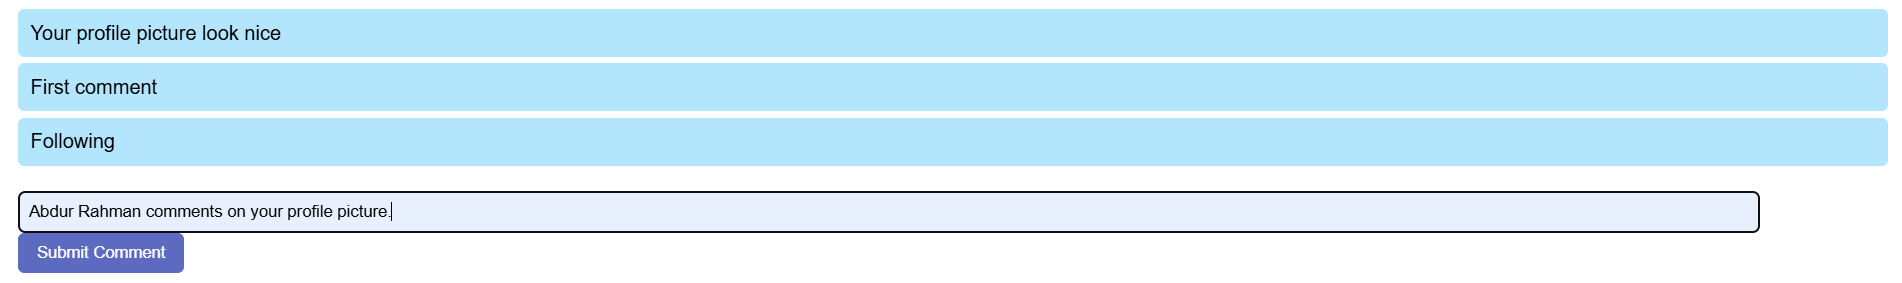 Your profile picture look nice
First comment
Following
Abdur Rahman comments on your profile picture.
Submit Comment